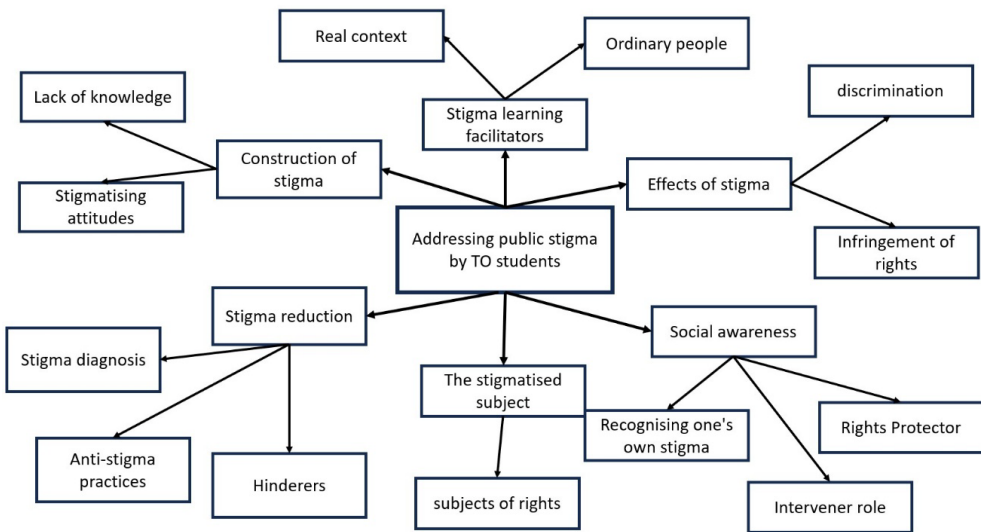 Real context
Ordinary people
Lack of knowledge
Stigma learning
facilitators
discrimination
Construction of
stigma
Effects of stigma
Stigmatising
attitudes
Addressing public stigma
by TO students
Infringement of
rights
Stigma reduction
Social awareness
Stigma diagnosis
The stigmatised
subject
Recognising one's
own stigma
Rights Protector
Anti-stigma
practices
Hinderers
subjects of rights
Intervener role